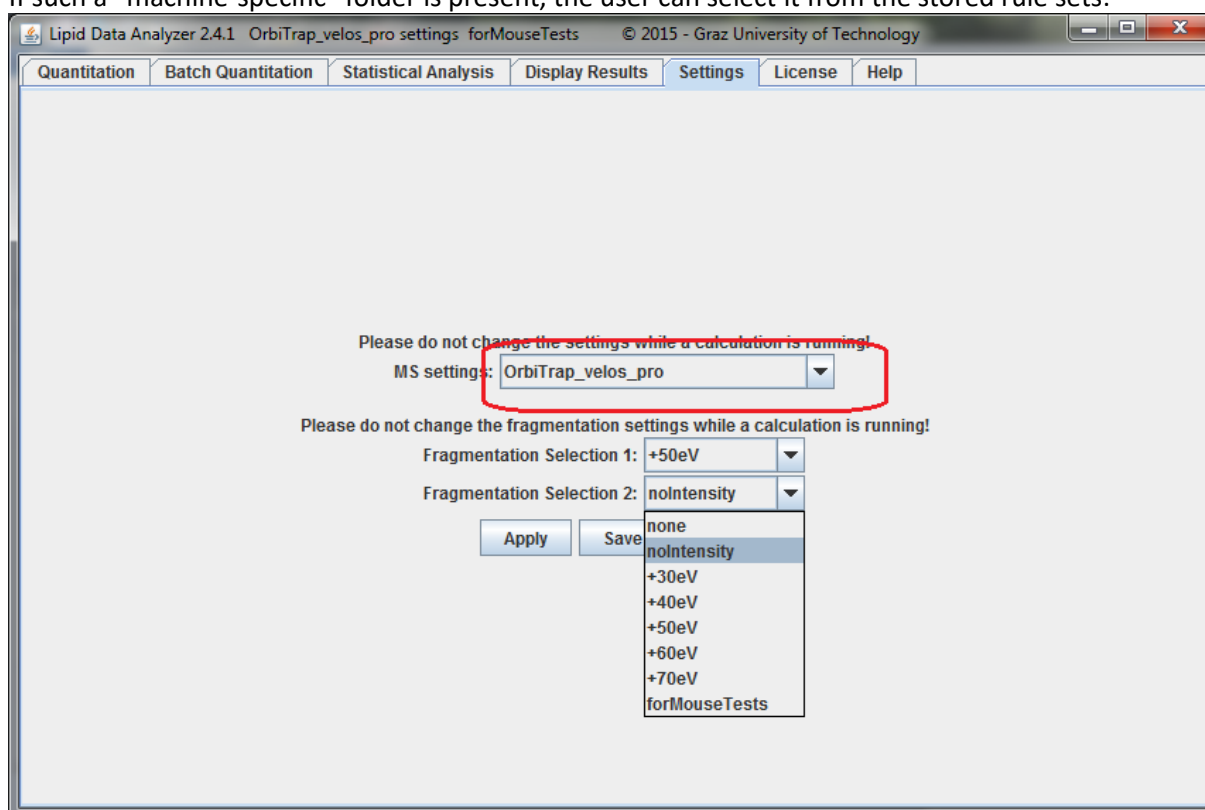 If such a "machine-specific" folder is present, the user can select it from the stored rule sets:
Lipid Data Analyzer 2.4.1 OrbiTrap_velos_pro settings forMouseTests © 2015 - Graz University of Technology
Quantitation Batch Quantitation Statistical Analysis Display Results Settings License Help
Please do not change the settings while a calculation is running!
MS settings: OrbiTrap_velos_pro
Please do not change the fragmentation settings while a calculation is running!
Fragmentation Selection 1: +50eV
Fragmentation Selection 2: noIntensity
Apply Save
none
noIntensity
+30eV
+40eV
+50eV
+60eV
+70eV
forMouseTests